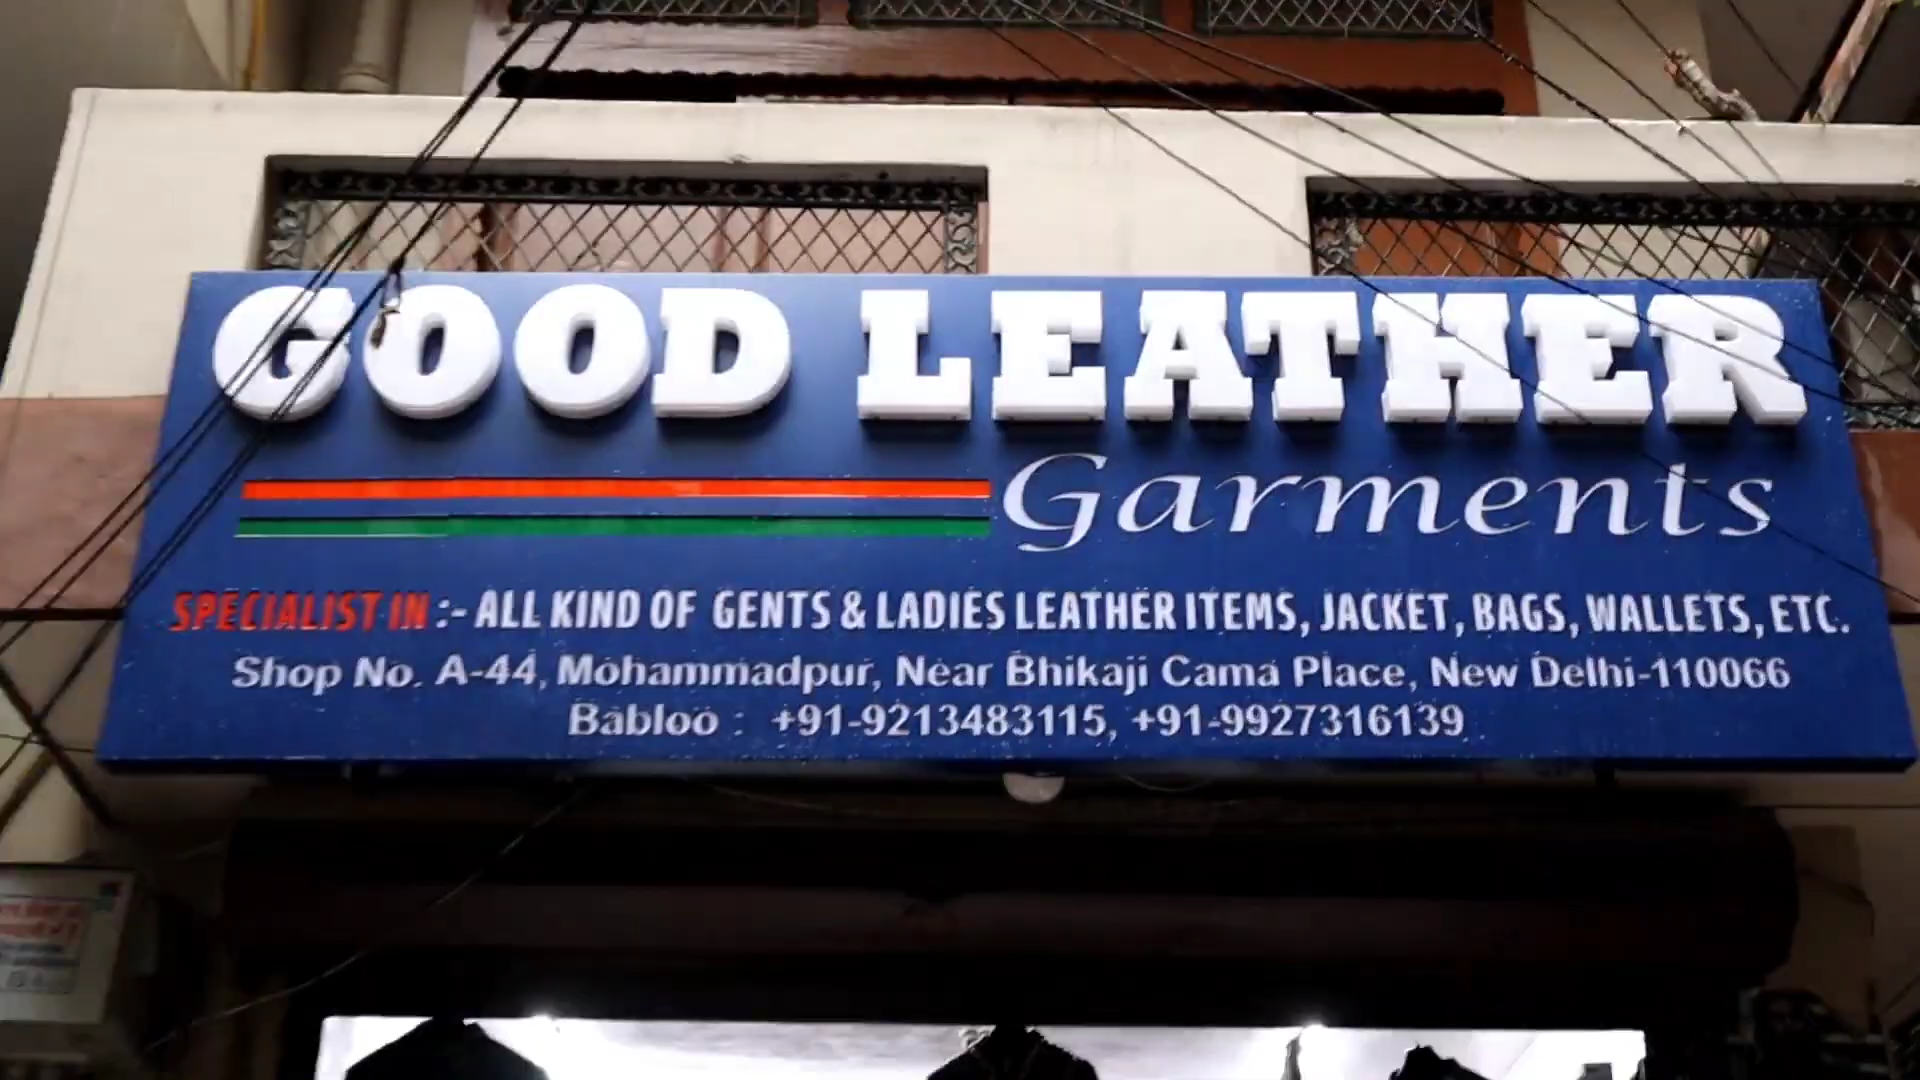 GOOD LEATHER
Garments
SPECIALIST IN :- ALL KIND OF GENTS & LADIES LEATHER ITEMS, JACKET, BAGS, WALLETS, ETC.
Shop No. A-44, Mohammadpur, Near Bhikaji Cama Place, New Delhi-110066
Babloo : +91-9213483115, +91-9927316139